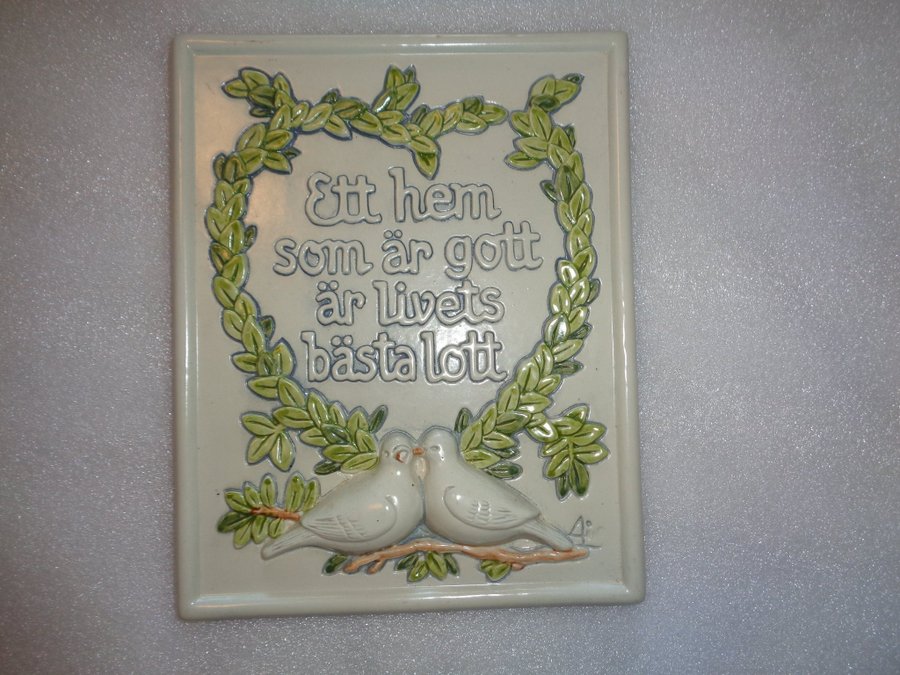 Ett hem
som är gott
är livets
bästa lott